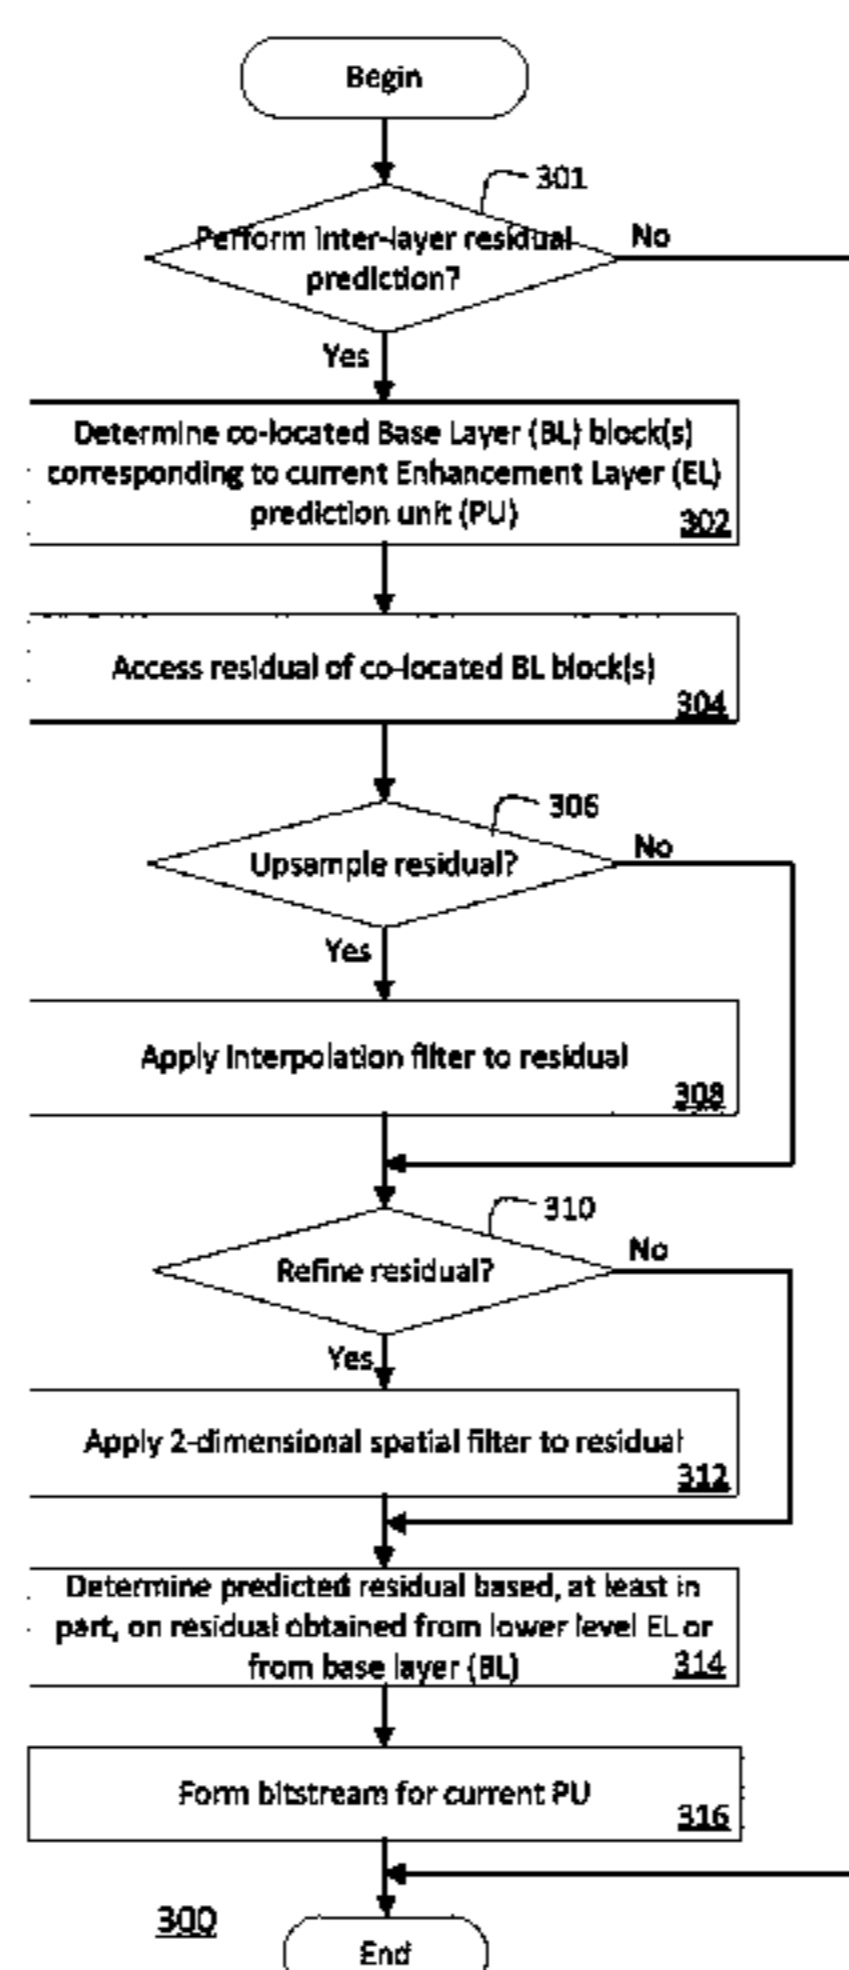 Begin
301
Perform inter-layer residual
prediction?
No
Yes
Determine co-located Base Layer (BL) block(s)
corresponding to current Enhancement Layer (EL)
prediction unit (PU)
302
Access residual of co-located BL block(s)
304
306
Upsample residual?
No
Yes
Apply interpolation filter to residual
308
310
Refine residual?
No
Yes
Apply 2-dimensional spatial filter to residual
312
Determine predicted residual based, at least in
part, on residual obtained from lower level EL or
from base layer (BL)
314
Form bitstream for current PU
316
300
End